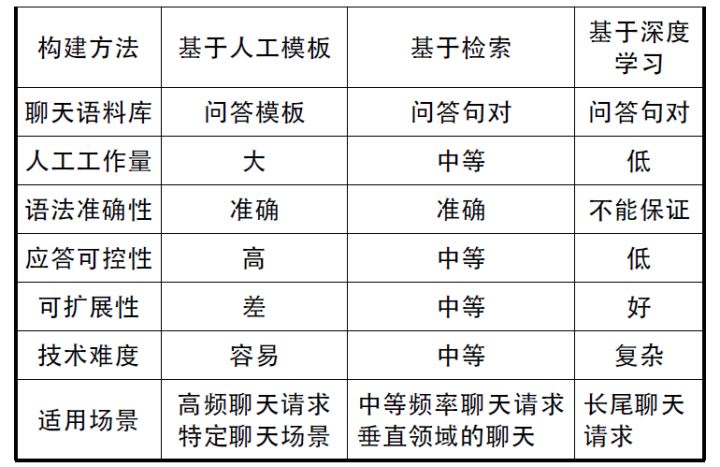 构建方法 基于人工模板 基于检索 基于深度
学习
聊天语料库 问答模板 问答句对 问答句对
人工工作量 大 中等 低
语法准确性 准确 准确 不能保证
应答可控性 高 中等 低
可扩展性 差 中等 好
技术难度 容易 中等 复杂
适用场景 高频聊天请求 中等频率聊天请求 长尾聊天
特定聊天场景 垂直领域的聊天 请求